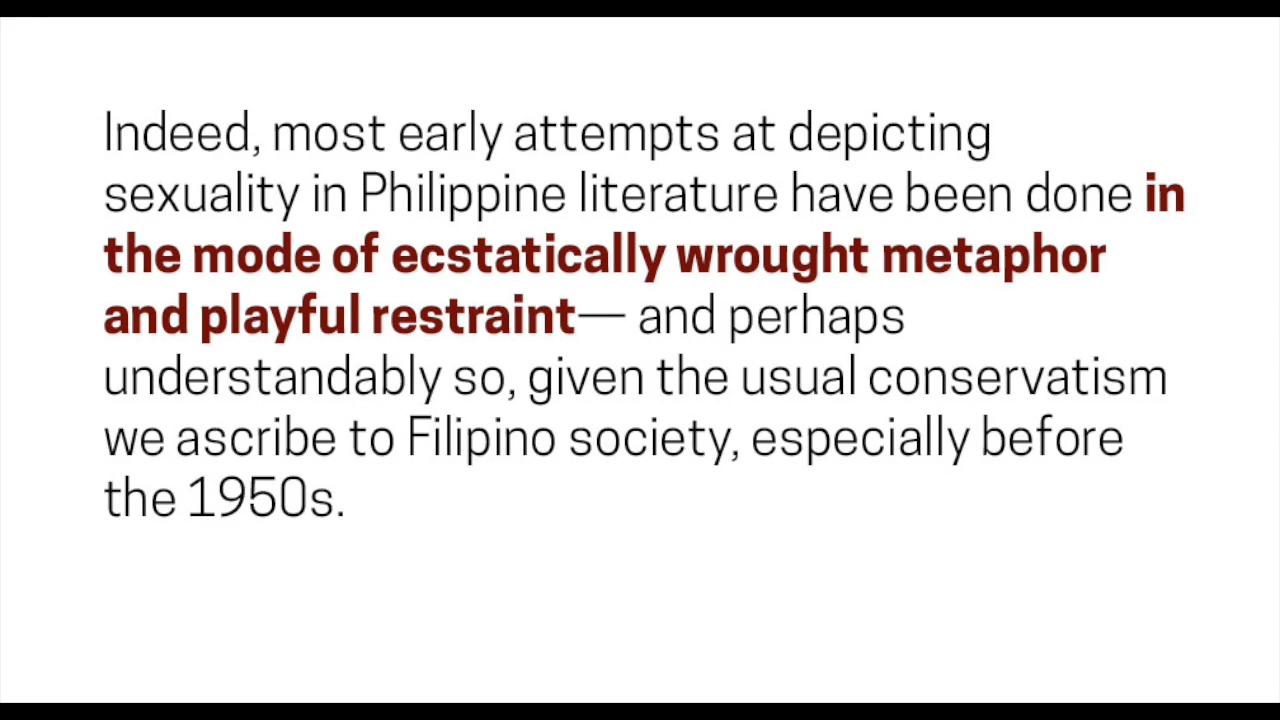 Indeed, most early attempts at depicting
sexuality in Philippine literature have been done in
the mode of ecstatically wrought metaphor
and playful restraint— and perhaps
understandably so, given the usual conservatism
we ascribe to Filipino society, especially before
the 1950s.